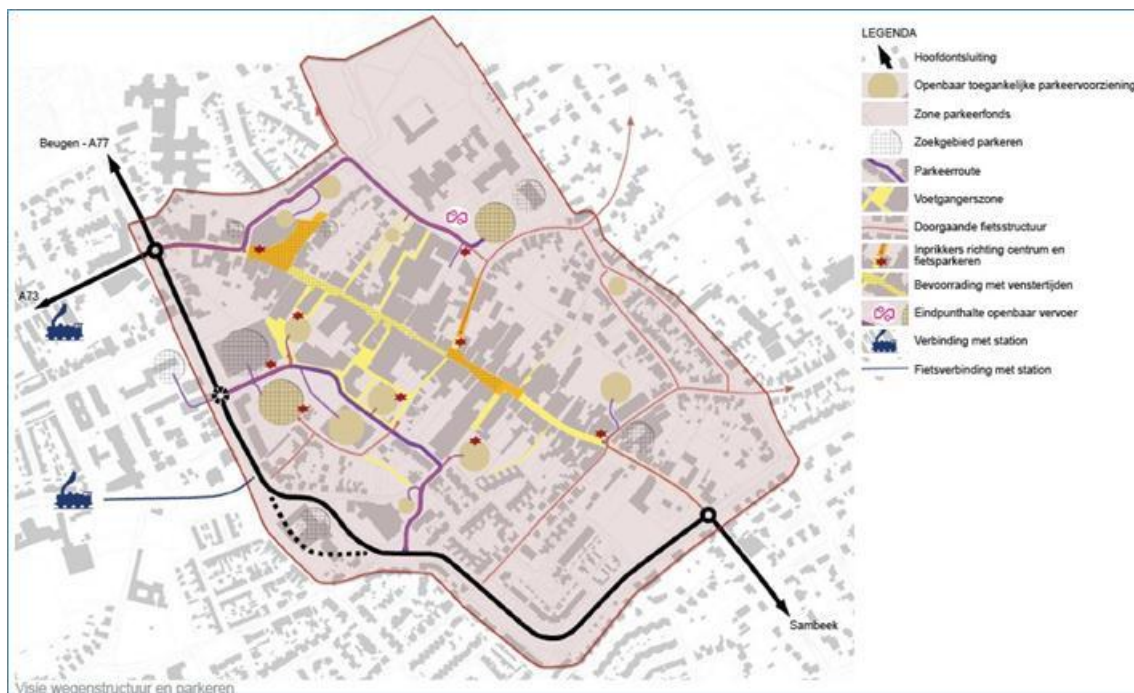 Beugen - A77
A73
Sambeek
LEGENDA
Hoofdontsluiting
Openbaar toegankelijke parkeervoorziening
Zone parkeerfonds
Zoekgebied parkeren
Parkeerroute
Voetgangerszone
Doorgaande fietsstructuur
Inprikkers richting centrum en
fietsparkeren
Bevoorrading met venstertijden
Eindpunthalte openbaar vervoer
Verbinding met station
Fietsverbinding met station
Visie wegenstructuur en parkeren